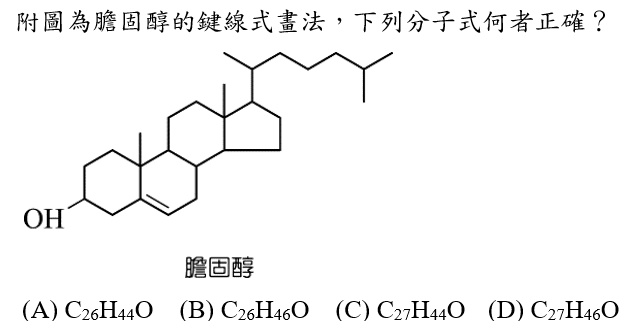 附圖為膽固醇的鍵線式畫法，下列分子式何者正確？
OH
膽固醇
(A) C₂₆H₄₄O (B) C₂₆H₄₆O (C) C₂₇H₄₄O (D) C₂₇H₄₆O